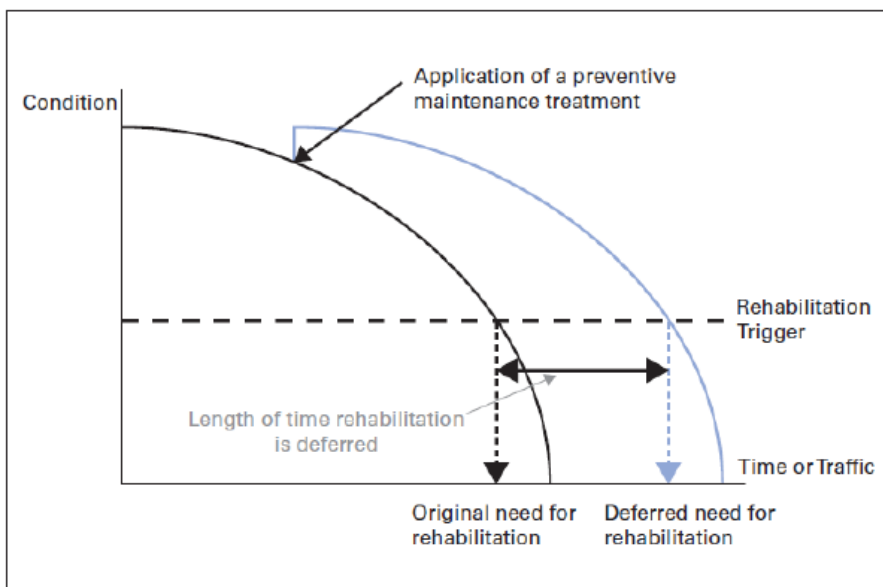 Application of a preventive
maintenance treatment
Condition
Rehabilitation
Trigger
Length of time rehabilitation
is deferred
Time or Traffic
Original need for
rehabilitation
Deferred need for
rehabilitation